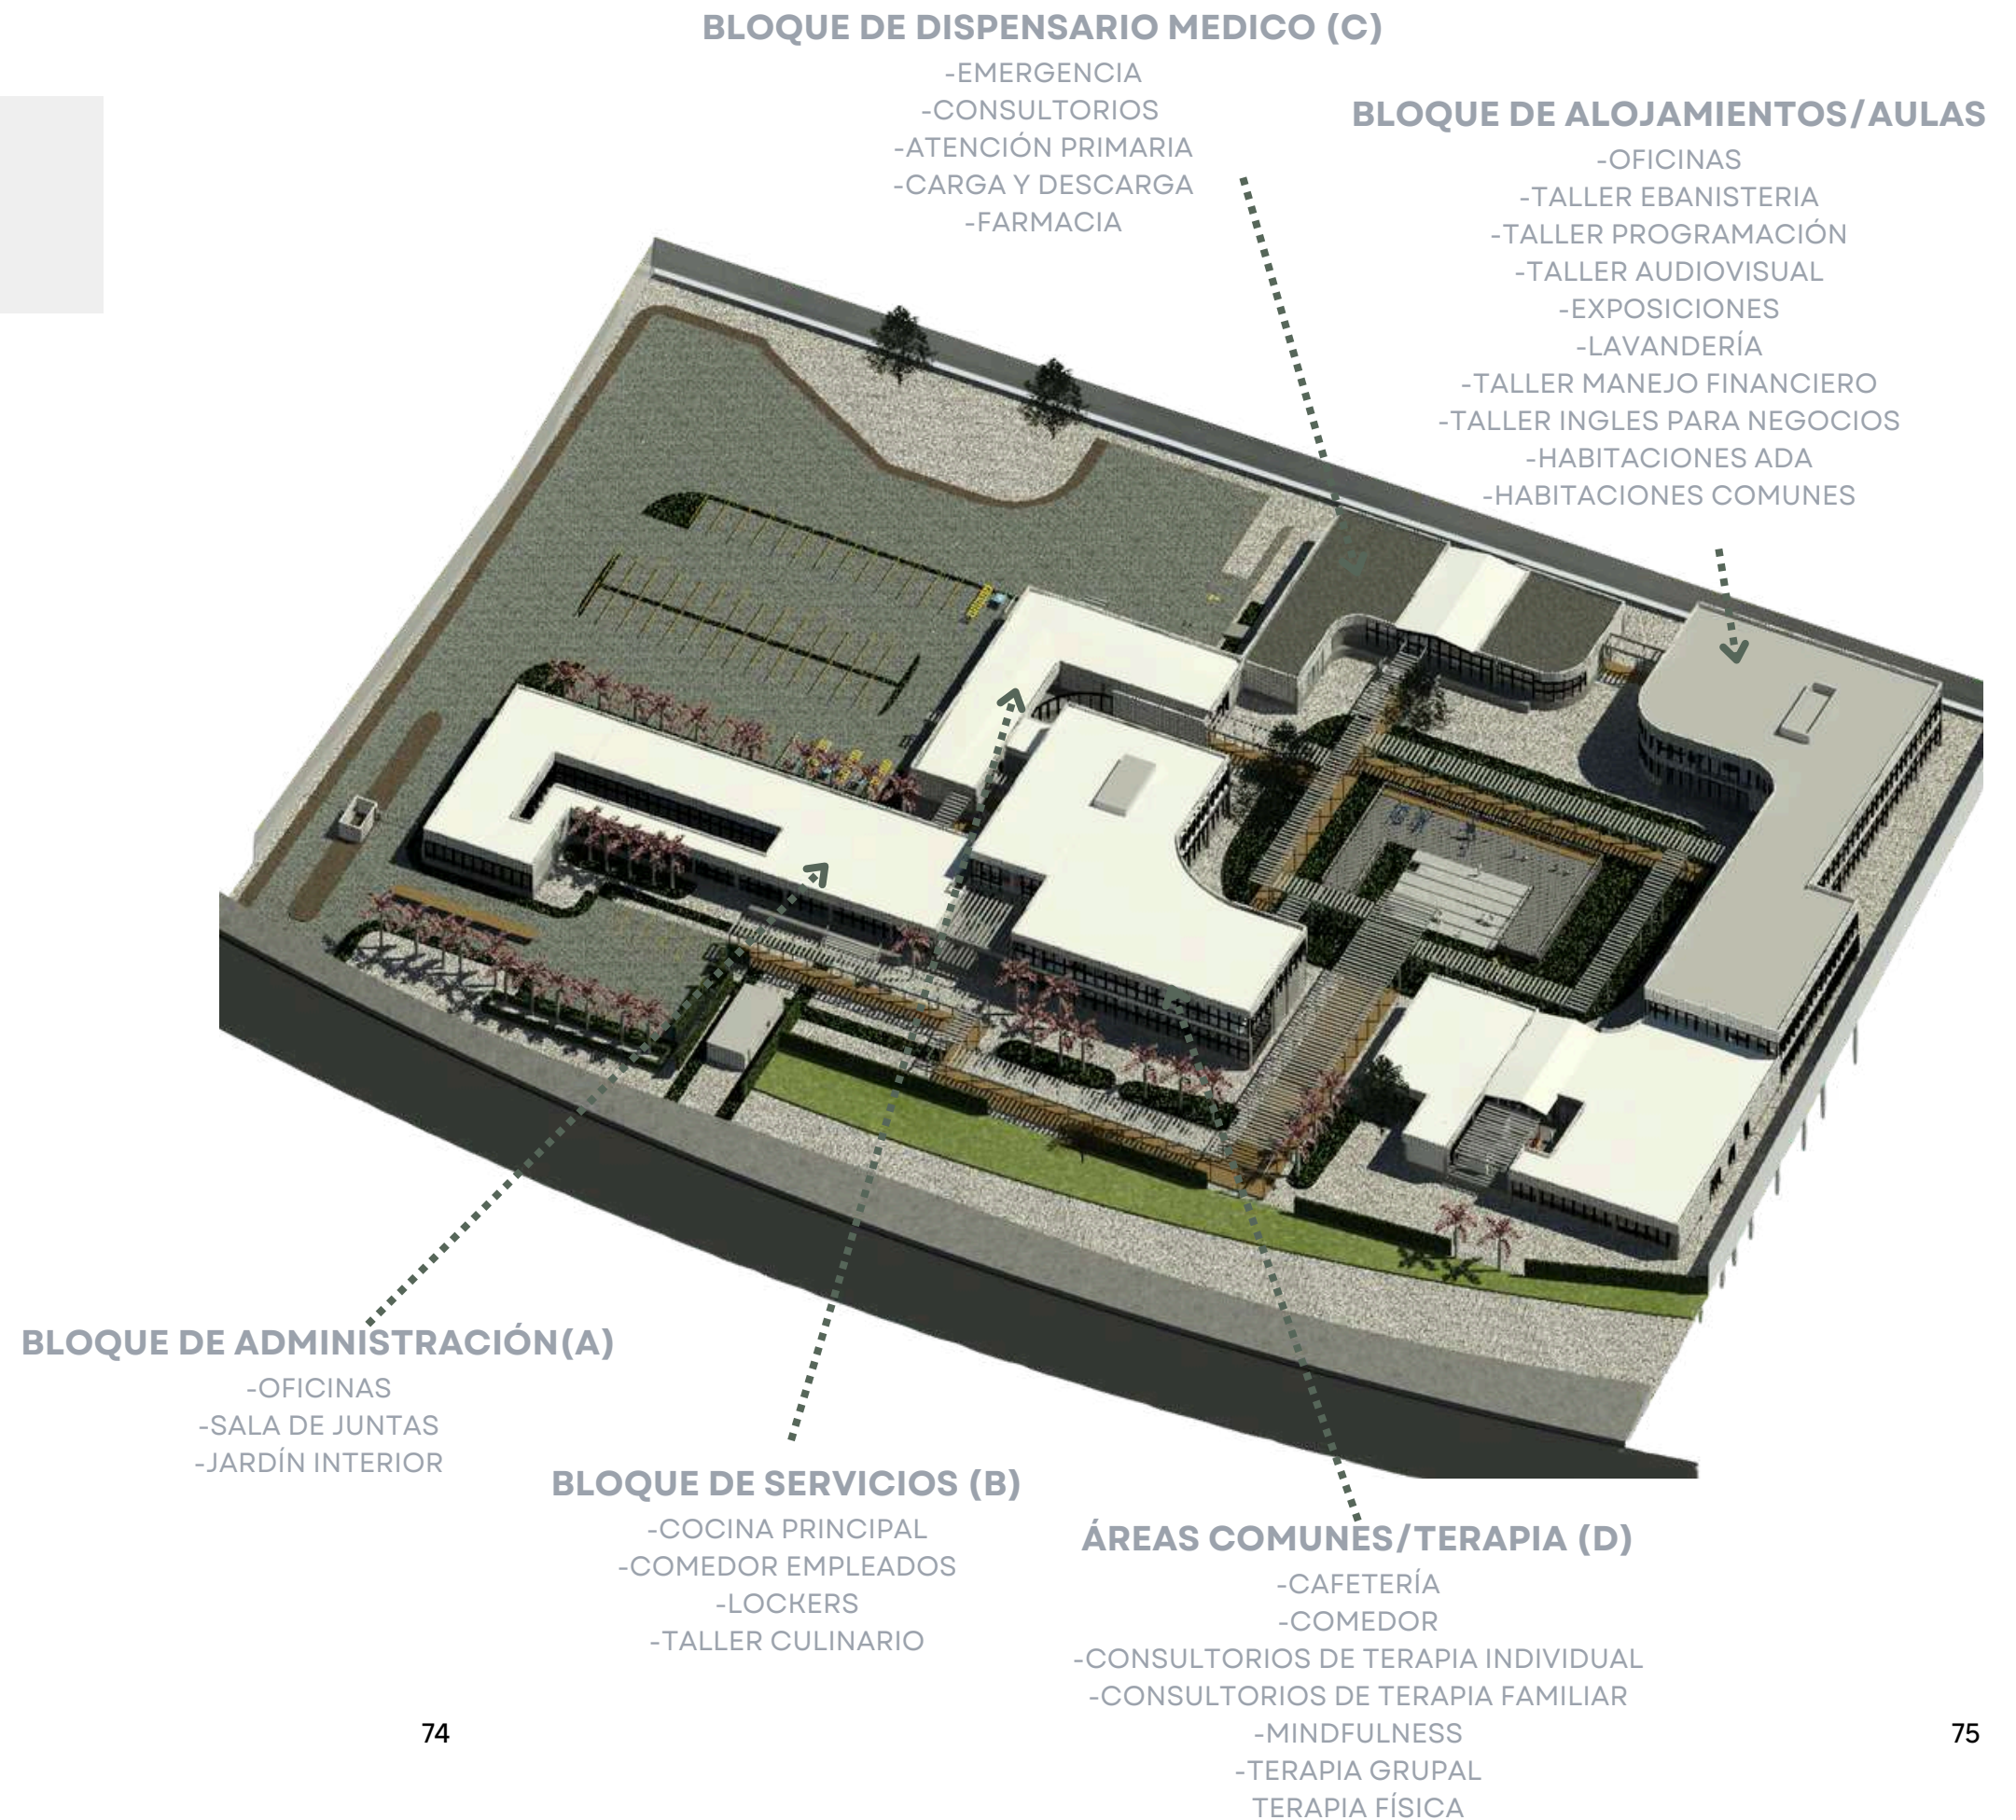 BLOQUE DE DISPENSARIO MEDICO (C)
-EMERGENCIA
-CONSULTORIOS
-ATENCIÓN PRIMARIA
-CARGA Y DESCARGA
-FARMACIA
BLOQUE DE ALOJAMIENTOS/AULAS
-OFICINAS
-TALLER EBANISTERIA
-TALLER PROGRAMACIÓN
-TALLER AUDIOVISUAL
-EXPOSICIONES
-LAVANDERÍA
-TALLER MANEJO FINANCIERO
-TALLER INGLES PARA NEGOCIOS
-HABITACIONES ADA
-HABITACIONES COMUNES
BLOQUE DE ADMINISTRACIÓN(A)
-OFICINAS
-SALA DE JUNTAS
-JARDÍN INTERIOR
BLOQUE DE SERVICIOS (B)
-COCINA PRINCIPAL
-COMEDOR EMPLEADOS
-LOCKERS
-TALLER CULINARIO
ÁREAS COMUNES/TERAPIA (D)
-CAFETERÍA
-COMEDOR
-CONSULTORIOS DE TERAPIA INDIVIDUAL
-CONSULTORIOS DE TERAPIA FAMILIAR
-MINDFULNESS
-TERAPIA GRUPAL
TERAPIA FÍSICA
74
75